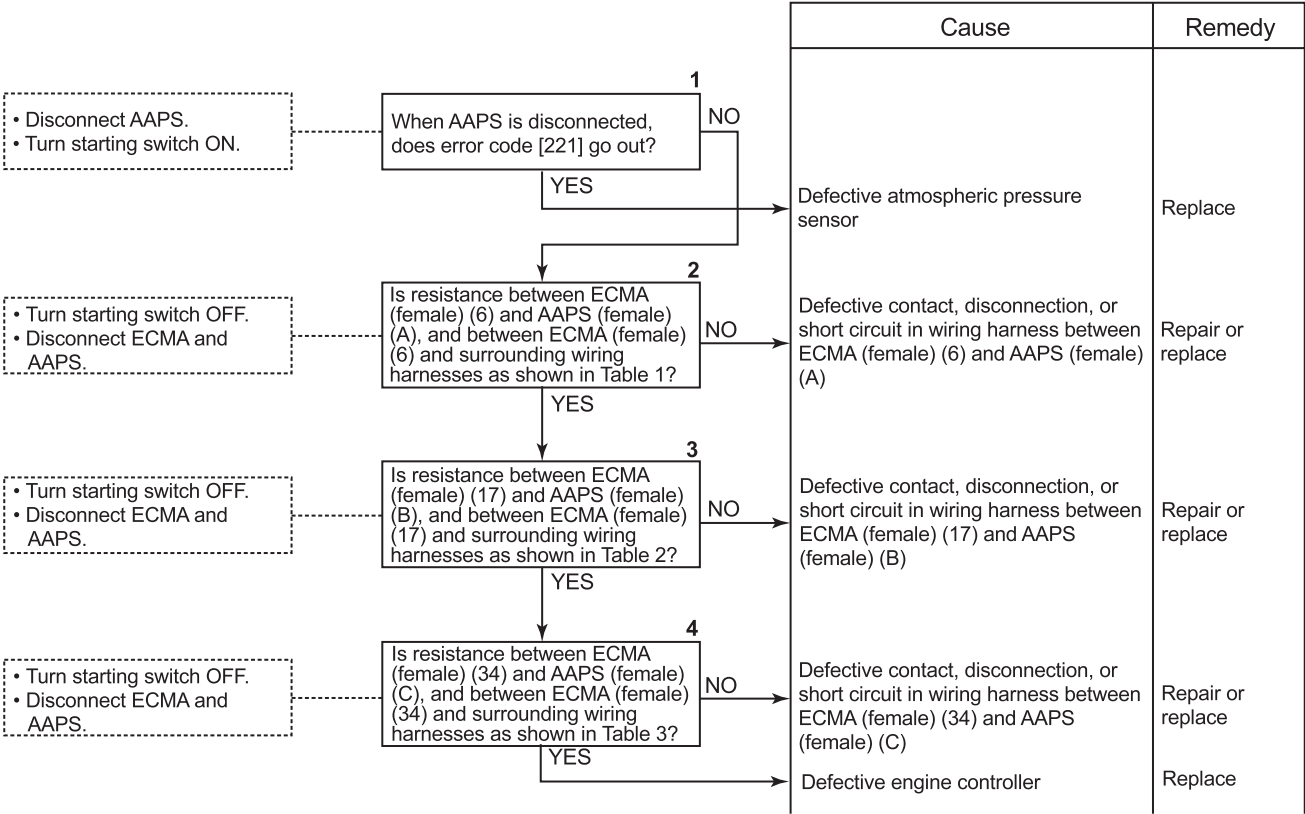 Cause
Remedy
1
• Disconnect AAPS.
• Turn starting switch ON.
When AAPS is disconnected,
does error code [221] go out?
NO
YES
Defective atmospheric pressure
sensor
Replace
2
• Turn starting switch OFF.
• Disconnect ECMA and
AAPS.
Is resistance between ECMA
(female) (6) and AAPS (female)
(A), and between ECMA (female)
(6) and surrounding wiring
harnesses as shown in Table 1?
NO
YES
Defective contact, disconnection, or
short circuit in wiring harness between
ECMA (female) (6) and AAPS (female)
(A)
Repair or
replace
3
• Turn starting switch OFF.
• Disconnect ECMA and
AAPS.
Is resistance between ECMA
(female) (17) and AAPS (female)
(B), and between ECMA (female)
(17) and surrounding wiring
harnesses as shown in Table 2?
NO
YES
Defective contact, disconnection, or
short circuit in wiring harness between
ECMA (female) (17) and AAPS
(female) (B)
Repair or
replace
4
• Turn starting switch OFF.
• Disconnect ECMA and
AAPS.
Is resistance between ECMA
(female) (34) and AAPS (female)
(C), and between ECMA (female)
(34) and surrounding wiring
harnesses as shown in Table 3?
NO
YES
Defective contact, disconnection, or
short circuit in wiring harness between
ECMA (female) (34) and AAPS
(female) (C)
Repair or
replace
Defective engine controller
Replace